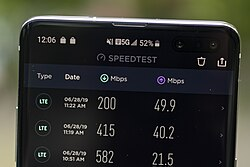 12:06 5G 52%
SPEEDTEST
Type Date Mbps Mbps
LTE 06/28/19 11:22 AM 200 49.9
LTE 06/28/19 11:19 AM 415 40.2
LTE 06/28/19 10:51 AM 582 21.5